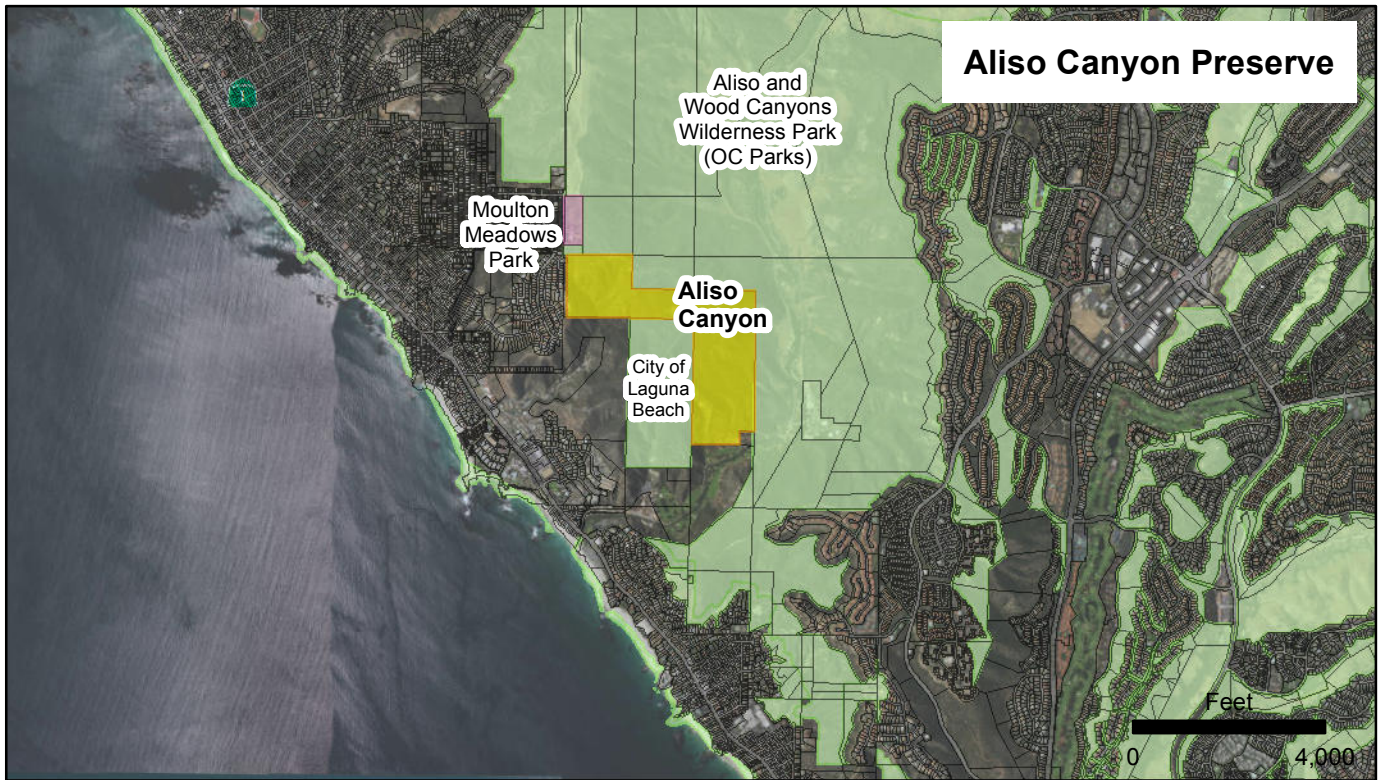 Aliso Canyon Preserve
Aliso and
Wood Canyons
Wilderness Park
(OC Parks)
Moulton
Meadows
Park
Aliso
Canyon
City of
Laguna
Beach
Feet
0 4,000